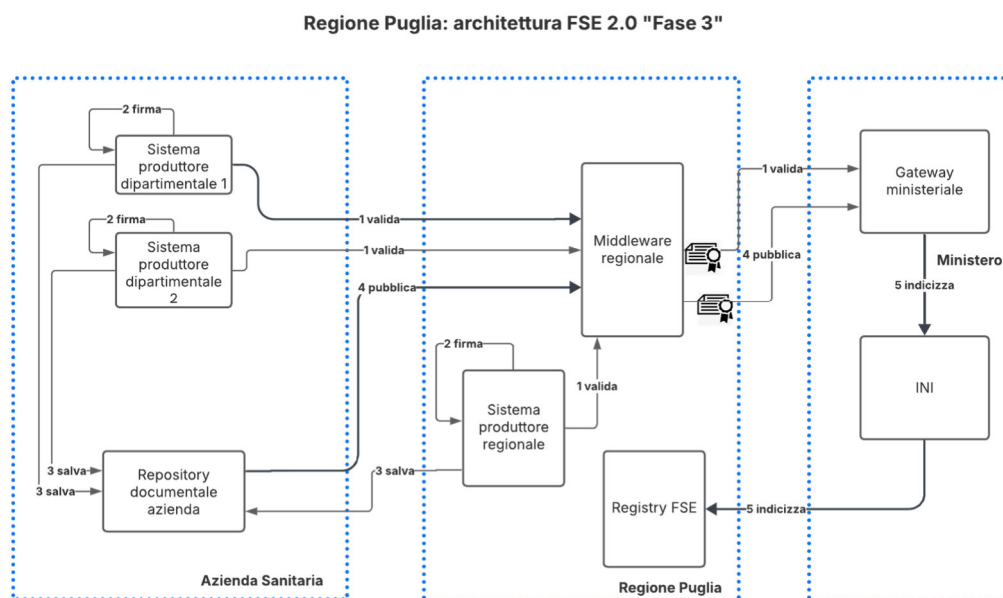 Regione Puglia: architettura FSE 2.0 "Fase 3"
2 firma
Sistema
produttore
dipartimentale 1
2 firma
Sistema
produttore
dipartimentale
2
1 valida
1 valida
4 pubblica
3 salva
3 salva
Repository
documentale
azienda
Azienda Sanitaria
Middleware
regionale
2 firma
Sistema
produttore
regionale
1 valida
3 salva
Registry FSE
Regione Puglia
1 valida
4 pubblica
Gateway
ministeriale
Ministero
5 indicizza
INI
5 indicizza